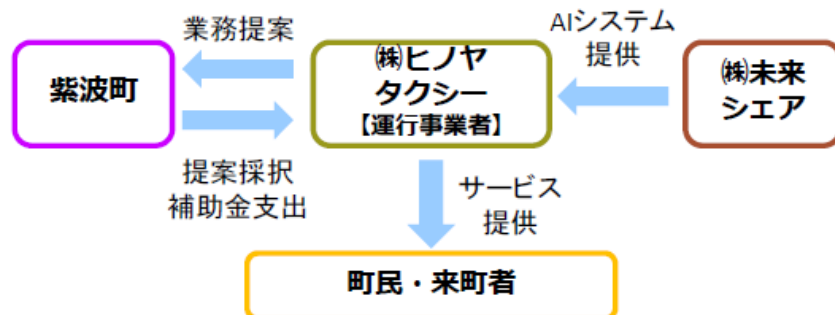 業務提案
AIシステム
提供
紫波町
㈱ヒノヤ
タクシー
【運行事業者】
㈱未来
シェア
提案採択
補助金支出
サービス
提供
町民・来町者